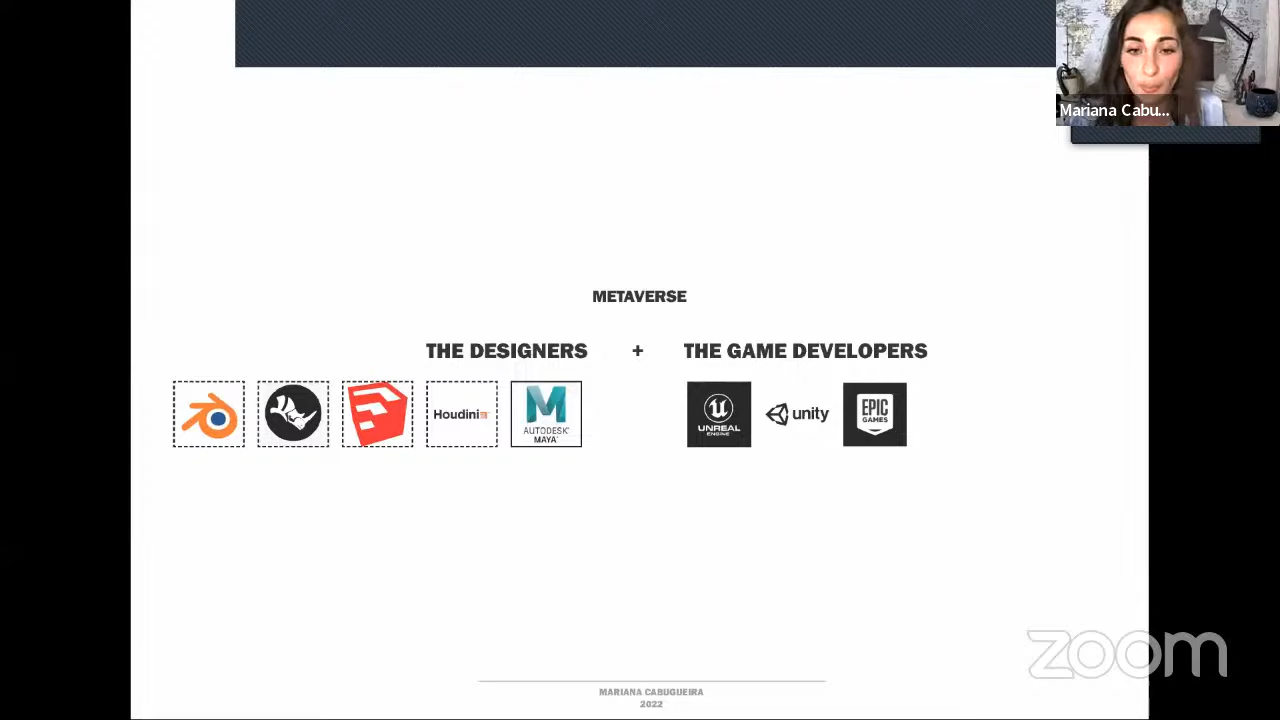 Mariana Cabu...
METAVERSE
THE DESIGNERS + THE GAME DEVELOPERS
Houdini
AUTODESK®
MAYA®
UNREAL
ENGINE
unity
EPIC
GAMES
zoom
MARIANA CABUGUEIRA
2022